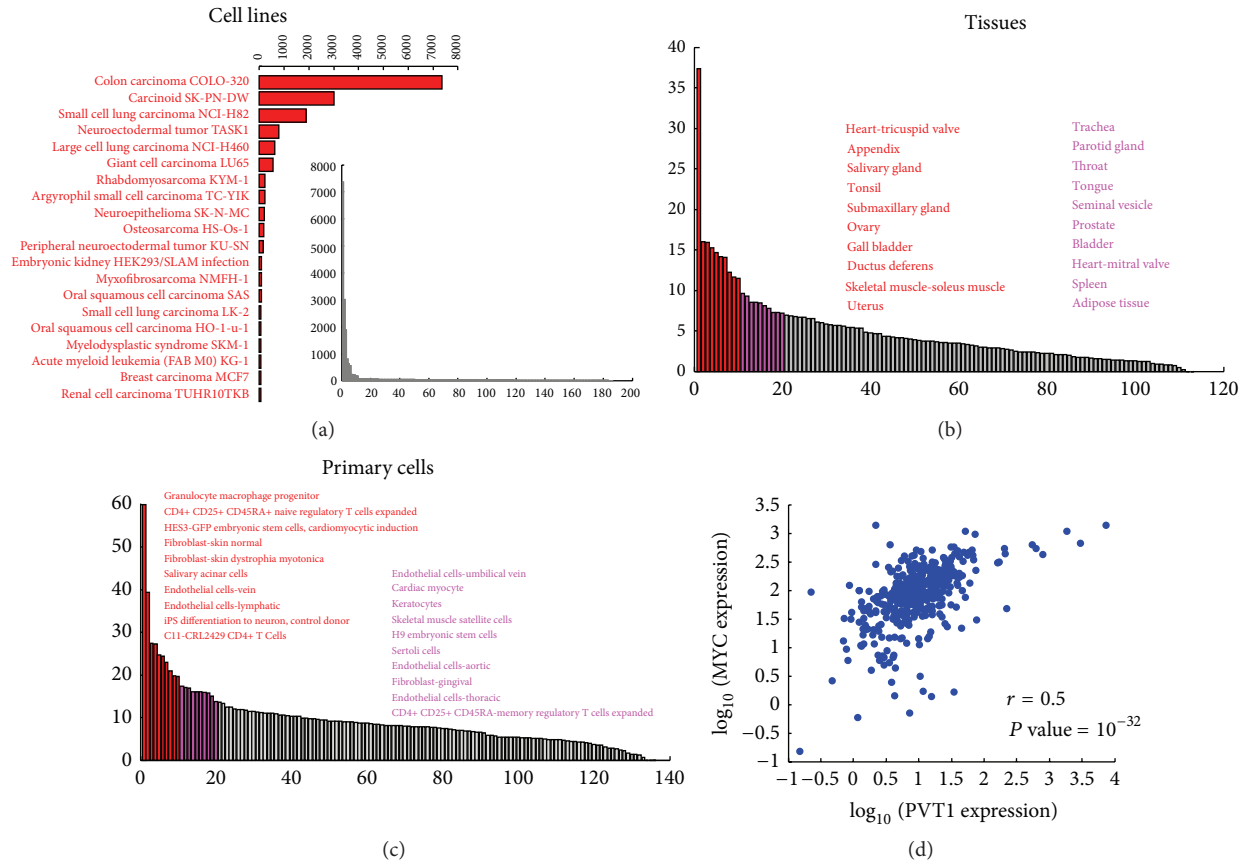 Cell lines
0
1000
2000
3000
4000
5000
6000
7000
8000
Colon carcinoma COLO-320
Carcinoid SK-PN-DW
Small cell lung carcinoma NCI-H82
Neuroectodermal tumor TASK1
Large cell lung carcinoma NCI-H460
Giant cell carcinoma LU65
Rhabdomyosarcoma KYM-1
Argyrophil small cell carcinoma TC-YIK
Neuroepithelioma SK-N-MC
Osteosarcoma HS-Os-1
Peripheral neuroectodermal tumor KU-SN
Embryonic kidney HEK293/SLAM infection
Myxofibrosarcoma NMFH-1
Oral squamous cell carcinoma SAS
Small cell lung carcinoma LK-2
Oral squamous cell carcinoma HO-1-u-1
Myelodysplastic syndrome SKM-1
Acute myeloid leukemia (FAB M0) KG-1
Breast carcinoma MCF7
Renal cell carcinoma TUHR10TKB
8000
7000
6000
5000
4000
3000
2000
1000
0
0 20 40 60 80 100 120 140 160 180 200
(a)
Tissues
40
35
30
25
20
15
10
5
0
Heart-tricuspid valve
Appendix
Salivary gland
Tonsil
Submaxillary gland
Ovary
Gall bladder
Ductus deferens
Skeletal muscle-soleus muscle
Uterus
Trachea
Parotid gland
Throat
Tongue
Seminal vesicle
Prostate
Bladder
Heart-mitral valve
Spleen
Adipose tissue
0 20 40 60 80 100 120
(b)
Primary cells
60
50
40
30
20
10
0
Granulocyte macrophage progenitor
CD4+ CD25+ CD45RA+ naive regulatory T cells expanded
HES3-GFP embryonic stem cells, cardiomyocytic induction
Fibroblast-skin normal
Fibroblast-skin dystrophia myotonica
Salivary acinar cells
Endothelial cells-vein
Endothelial cells-lymphatic
iPS differentiation to neuron, control donor
C11-CRL2429 CD4+ T Cells
Endothelial cells-umbilical vein
Cardiac myocyte
Keratocytes
Skeletal muscle satellite cells
H9 embryonic stem cells
Sertoli cells
Endothelial cells-aortic
Fibroblast-gingival
Endothelial cells-thoracic
CD4+ CD25+ CD45RA-memory regulatory T cells expanded
0 20 40 60 80 100 120 140
(c)
log10 (MYC expression)
3.5
3
2.5
2
1.5
1
0.5
0
−0.5
−1
r = 0.5
P value = 10−32
−1 −0.5 0 0.5 1 1.5 2 2.5 3 3.5 4
log10 (PVT1 expression)
(d)